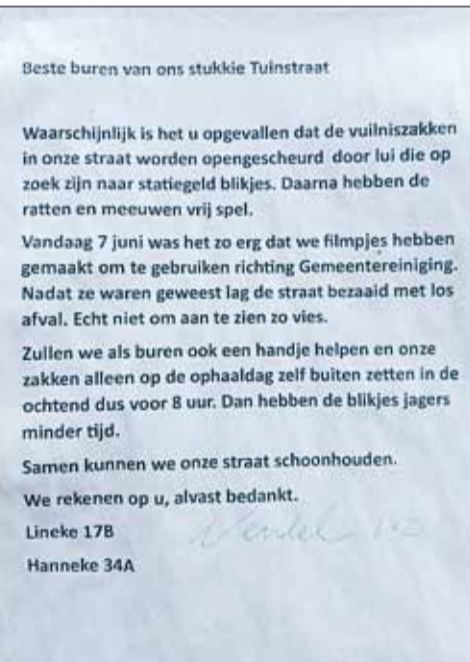 Beste buren van ons stukkie Tuinstraat
Waarschijnlijk is het u opgevallen dat de vuilniszakken
in onze straat worden opengescheurd door lui die op
zoek zijn naar statiegeld blikjes. Daarna hebben de
ratten en meeuwen vrij spel.
Vandaag 7 juni was het zo erg dat we filmpjes hebben
gemaakt om te gebruiken richting Gemeentereiniging.
Nadat ze waren geweest lag de straat bezaaid met los
afval. Echt niet om aan te zien zo vies.
Zullen we als buren ook een handje helpen en onze
zakken alleen op de ophaaldag zelf buiten zetten in de
ochtend dus voor 8 uur. Dan hebben de blikjes jagers
minder tijd.
Samen kunnen we onze straat schoonhouden.
We rekenen op u, alvast bedankt.
Lineke 17B
Hanneke 34A